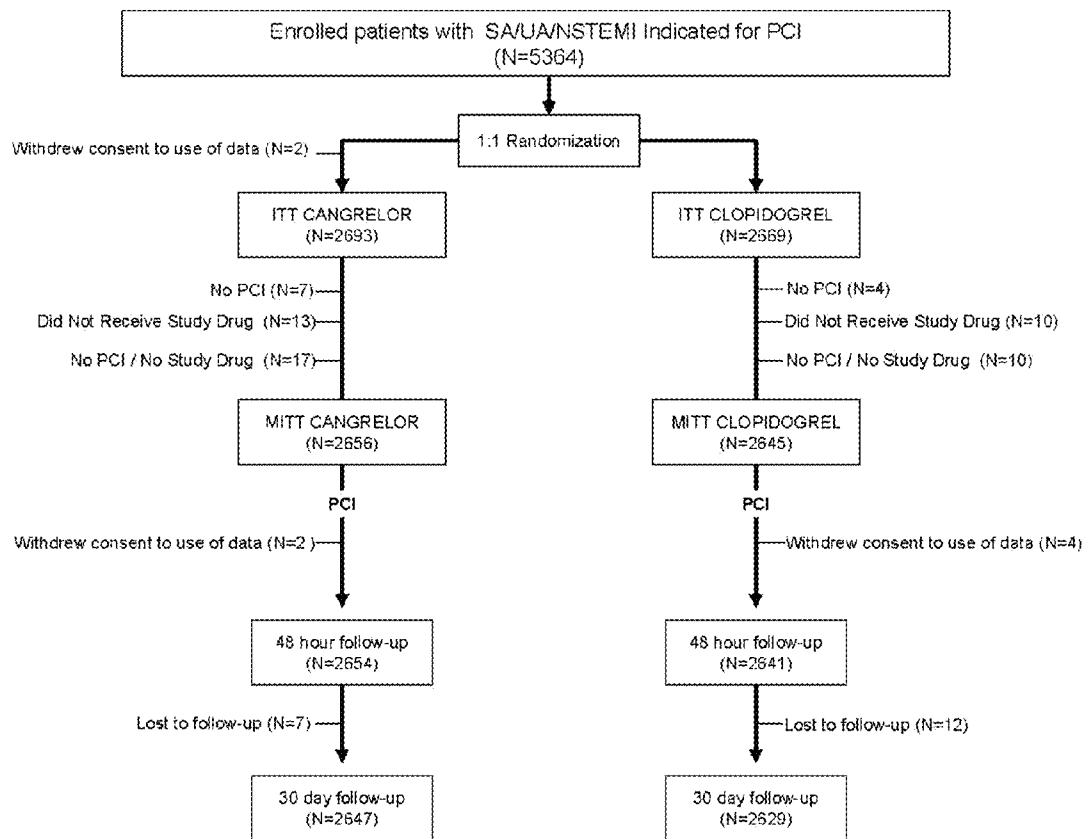 Enrolled patients with SA/UA/NSTEMI Indicated for PCI
(N=5364)
1:1 Randomization
Withdrew consent to use of data (N=2)
ITT CANGRELOR
(N=2693)
ITT CLOPIDOGREL
(N=2669)
No PCI (N=7)
No PCI (N=4)
Did Not Receive Study Drug (N=13)
Did Not Receive Study Drug (N=10)
No PCI / No Study Drug (N=17)
No PCI / No Study Drug (N=10)
MITT CANGRELOR
(N=2656)
MITT CLOPIDOGREL
(N=2645)
PCI
PCI
Withdrew consent to use of data (N=2 )
Withdrew consent to use of data (N=4)
48 hour follow-up
(N=2654)
48 hour follow-up
(N=2641)
Lost to follow-up (N=7)
Lost to follow-up (N=12)
30 day follow-up
(N=2647)
30 day follow-up
(N=2629)